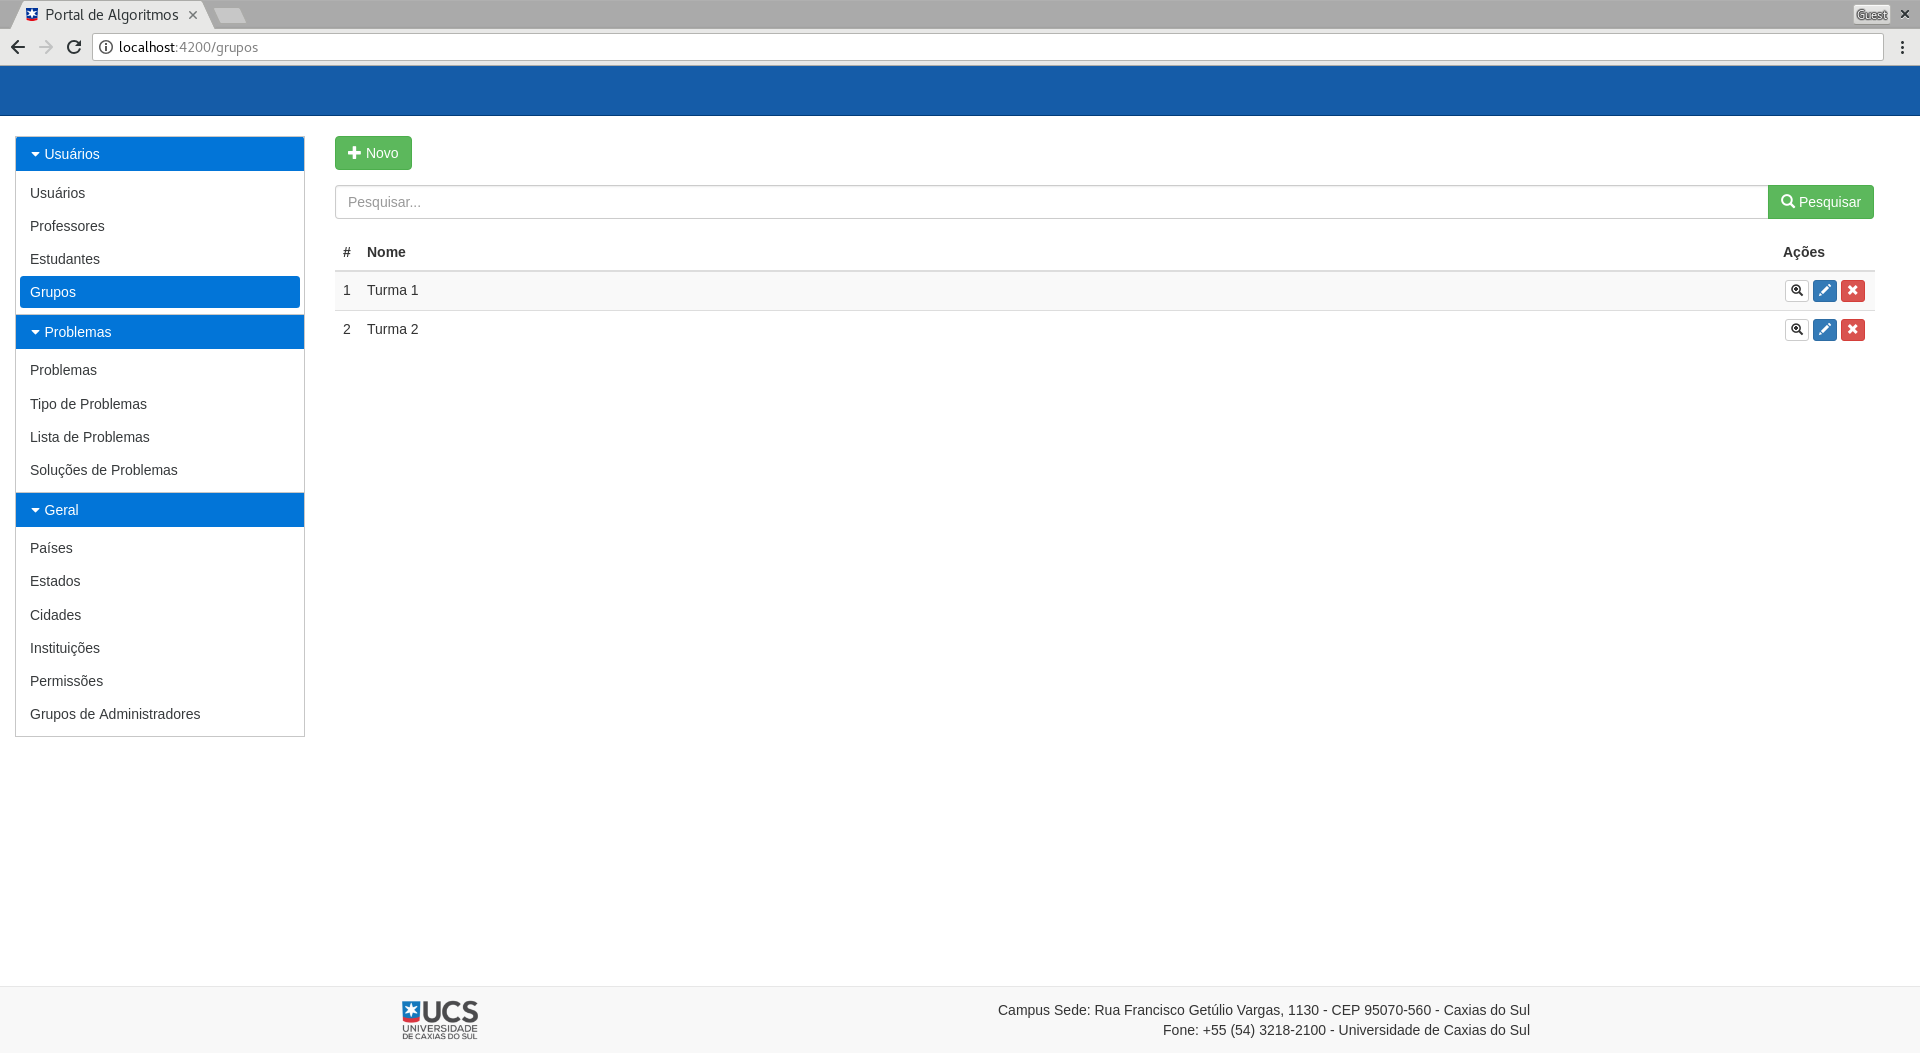 Portal de Algoritmos
Guest
localhost:4200/grupos
Usuários
Usuários
Professores
Estudantes
Grupos
Problemas
Problemas
Tipo de Problemas
Lista de Problemas
Soluções de Problemas
Geral
Países
Estados
Cidades
Instituições
Permissões
Grupos de Administradores
Novo
Pesquisar... Pesquisar
# Nome Ações
1 Turma 1
2 Turma 2
UCS
UNIVERSIDADE
DE CAXIAS DO SUL
Campus Sede: Rua Francisco Getúlio Vargas, 1130 - CEP 95070-560 - Caxias do Sul
Fone: +55 (54) 3218-2100 - Universidade de Caxias do Sul